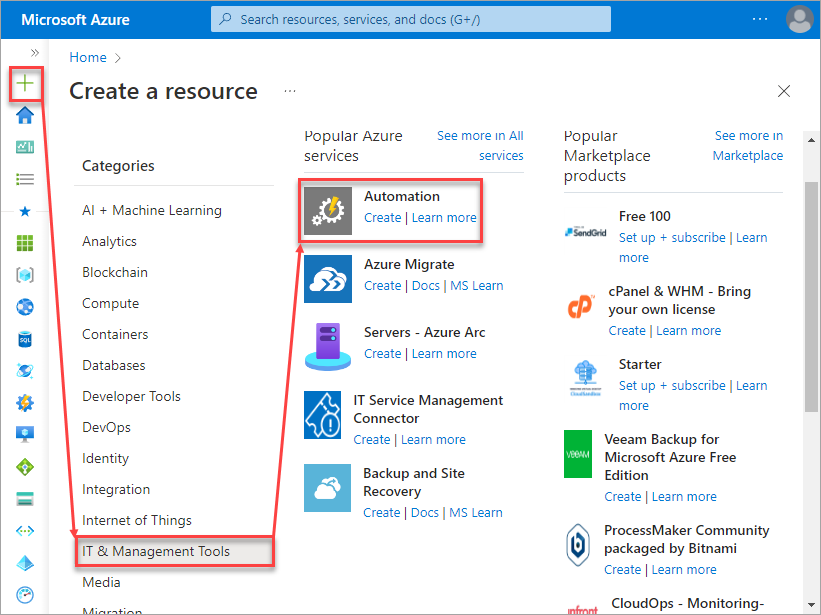 Microsoft Azure
Search resources, services, and docs (G+/)
Home
Create a resource
Categories
AI + Machine Learning
Analytics
Blockchain
Compute
Containers
Databases
Developer Tools
DevOps
Identity
Integration
Internet of Things
IT & Management Tools
Media
Migration
Popular Azure
services
See more in All
services
Automation
Create | Learn more
Azure Migrate
Create | Docs | MS Learn
Servers - Azure Arc
Create | Learn more
IT Service Management
Connector
Create | Learn more
Backup and Site
Recovery
Create | Docs | MS Learn
Popular
Marketplace
products
See more in
Marketplace
SendGrid
Free 100
Set up + subscribe | Learn
more
cP
cPanel & WHM - Bring
your own license
Create | Learn more
Starter
Set up + subscribe | Learn
more
VEEAM
Veeam Backup for
Microsoft Azure Free
Edition
Create | Learn more
ProcessMaker Community
packaged by Bitnami
Create | Learn more
CloudOps - Monitoring-
SQL